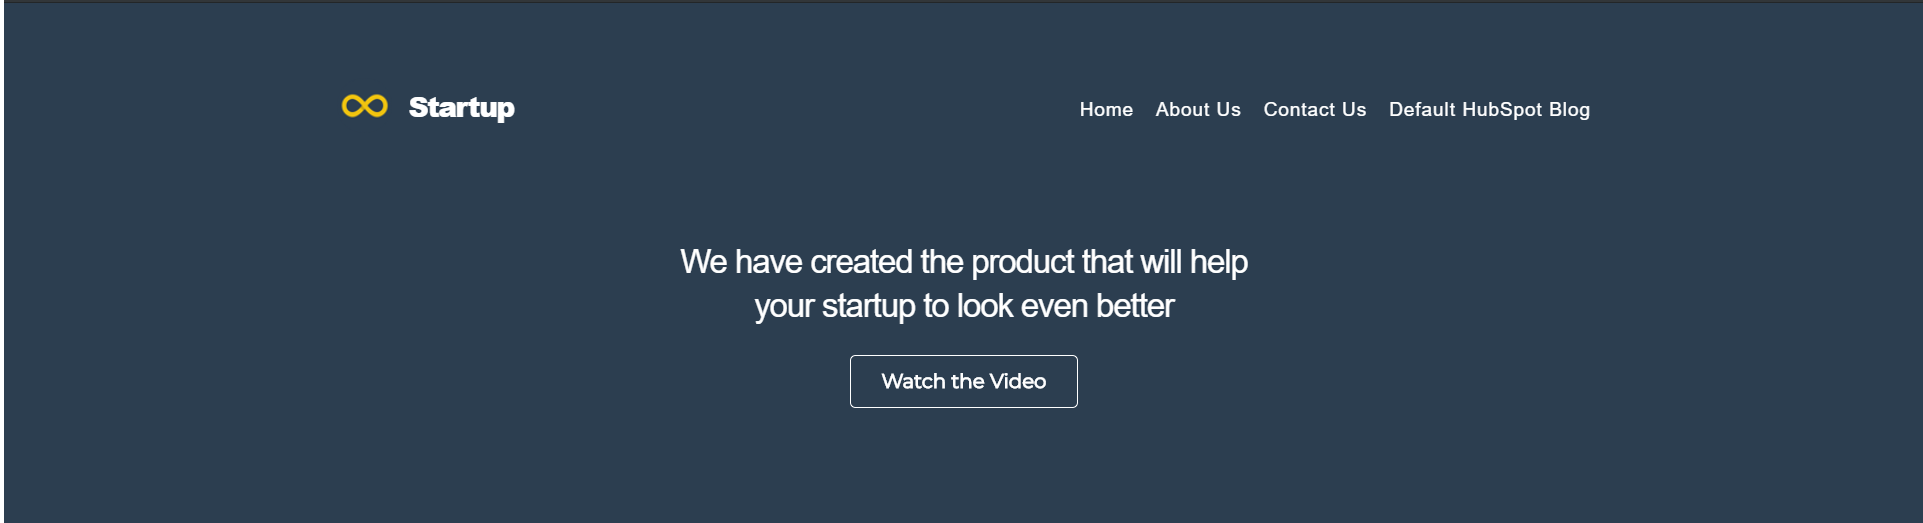 Startup
Home About Us Contact Us Default HubSpot Blog
We have created the product that will help
your startup to look even better
Watch the Video